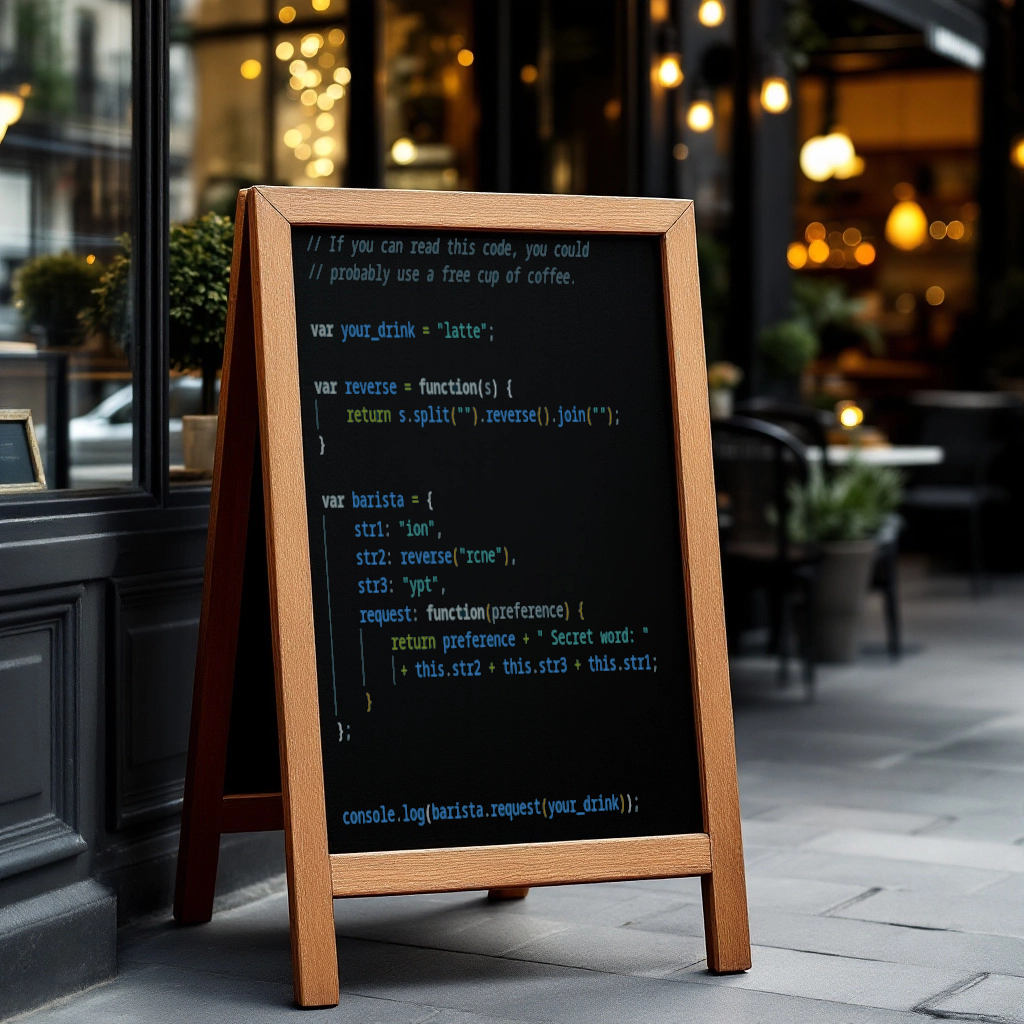 // If you can read this code, you could
// probably use a free cup of coffee.
var your_drink = "latte";
var reverse = function(s) {
return s.split("").reverse().join("");
}
var barista = {
str1: "ion",
str2: reverse("rcne"),
str3: "ypt",
request: function(preference) {
return preference + " Secret word: "
+ this.str2 + this.str3 + this.str1;
}
};
console.log(barista.request(your_drink));